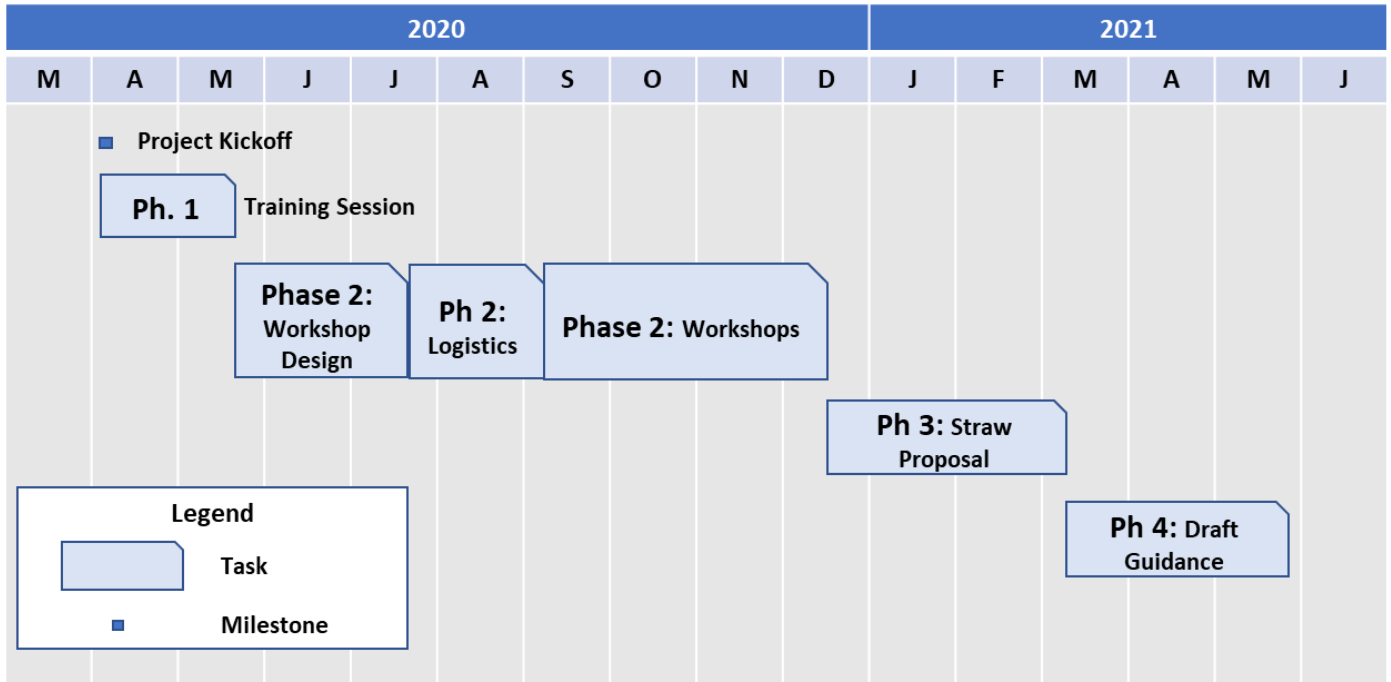 2020 2021
M A M J J A S O N D J F M A M J
Project Kickoff
Ph. 1 Training Session
Phase 2:
Workshop
Design
Ph 2:
Logistics
Phase 2: Workshops
Ph 3: Straw
Proposal
Ph 4: Draft
Guidance
Legend
Task
Milestone